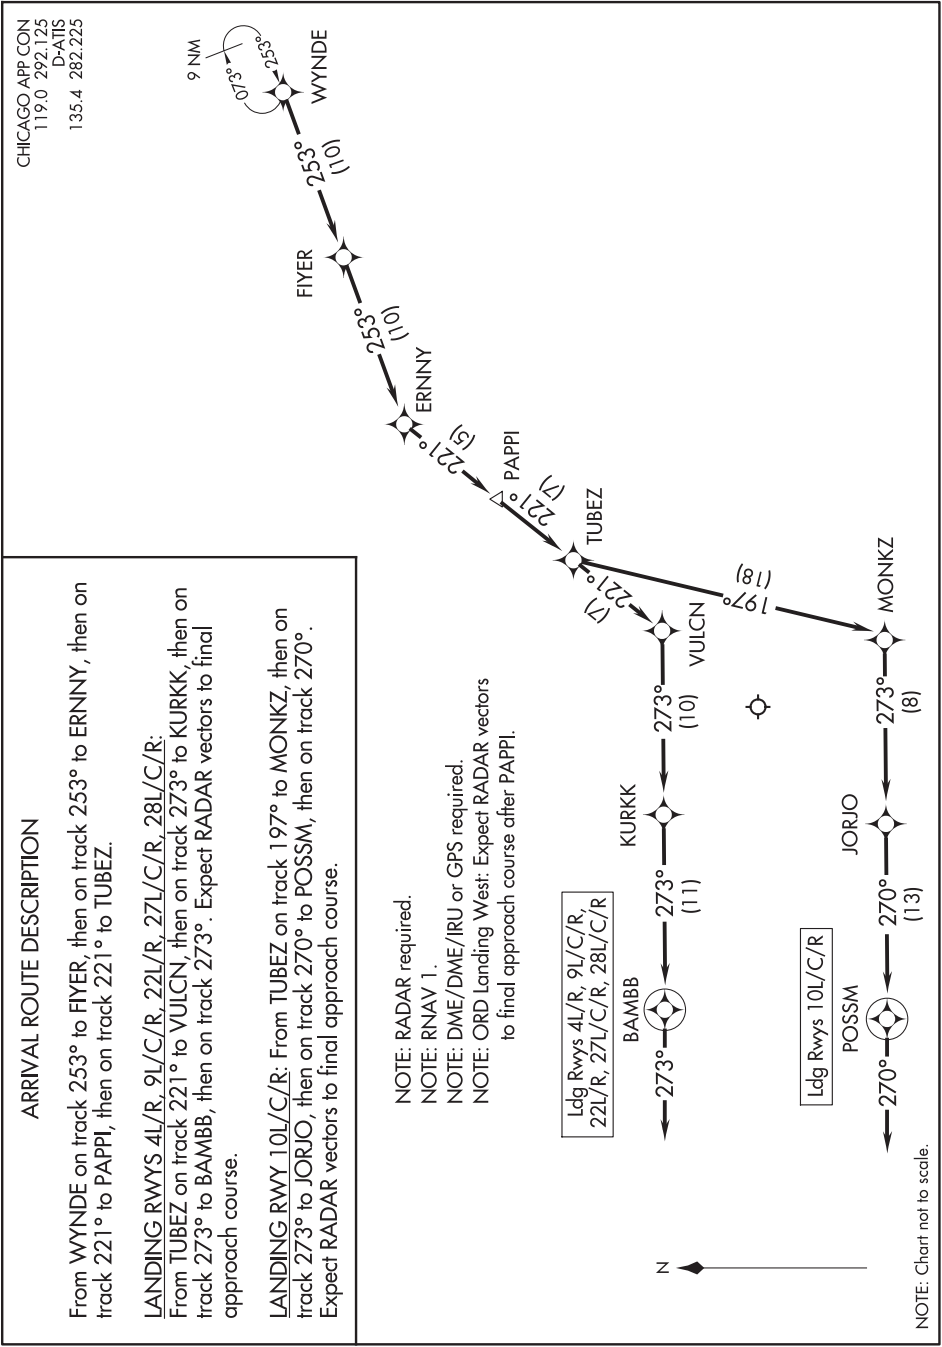 CHICAGO APP CON
119.0 292.125
D-ATIS
135.4 282.225
ARRIVAL ROUTE DESCRIPTION
From WYNDE on track 253° to FIYER, then on track 253° to ERNNY, then on
track 221° to PAPPI, then on track 221° to TUBEZ.
LANDING RWYS 4L/R, 9L/C/R, 22L/R, 27L/C/R, 28L/C/R:
From TUBEZ on track 221° to VULCN, then on track 273° to KURKK, then on
track 273° to BAMBB, then on track 273°. Expect RADAR vectors to final
approach course.
LANDING RWY 10L/C/R: From TUBEZ on track 197° to MONKZ, then on
track 273° to JORJO, then on track 270° to POSSM, then on track 270°.
Expect RADAR vectors to final approach course.
NOTE: RADAR required.
NOTE: RNAV 1.
NOTE: DME/DME/IRU or GPS required.
NOTE: ORD Landing West: Expect RADAR vectors
to final approach course after PAPPI.
9 NM
073°
253°
WYNDE
253°
(10)
FIYER
253°
(10)
ERNNY
221°
(5)
PAPPI
221°
(7)
TUBEZ
221°
(7)
VULCN
197°
(18)
MONKZ
273°
(10)
KURKK
273°
(11)
BAMBB
273°
Ldg Rwys 4L/R, 9L/C/R,
22L/R, 27L/C/R, 28L/C/R
273°
(8)
JORJO
270°
(13)
POSSM
270°
Ldg Rwys 10L/C/R
N
NOTE: Chart not to scale.